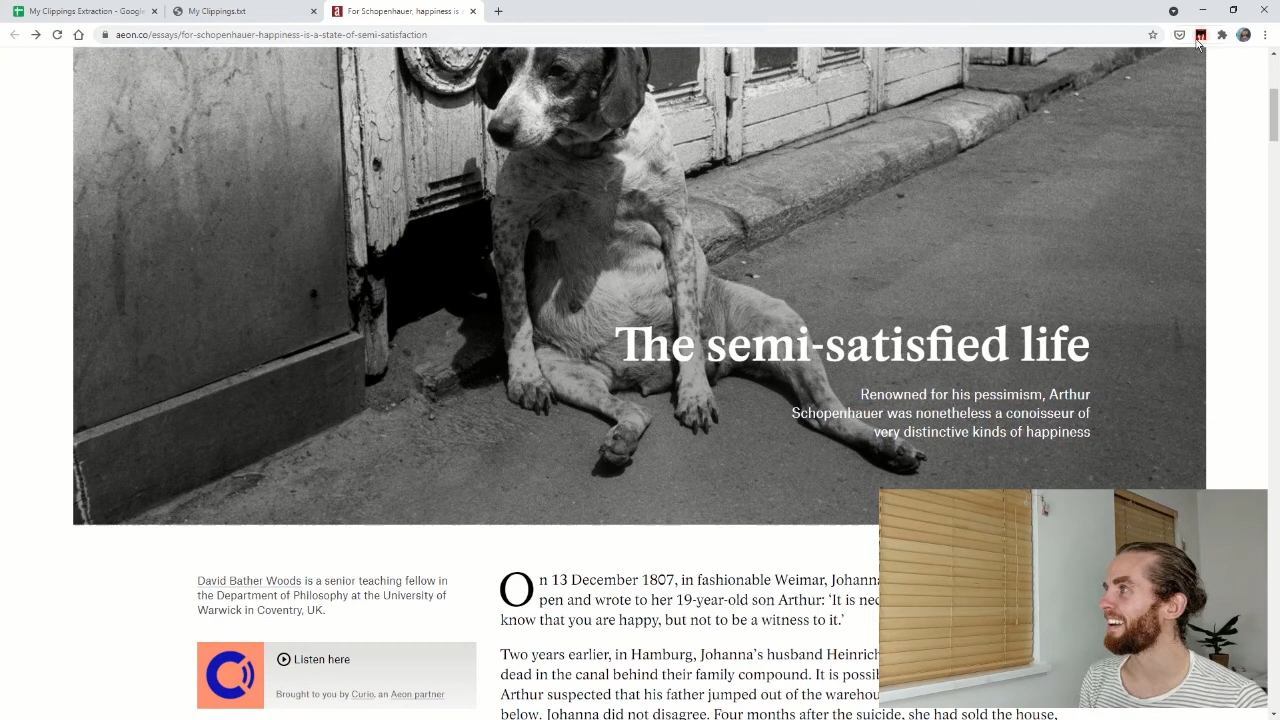 My Clippings Extraction - Google
My Clippings.txt
For Schopenhauer, happiness is
aeon.co/essays/for-schopenhauer-happiness-is-a-state-of-semi-satisfaction
The semi-satisfied life
Renowned for his pessimism, Arthur
Schopenhauer was nonetheless a conoisseur of
very distinctive kinds of happiness
David Bather Woods is a senior teaching fellow in
the Department of Philosophy at the University of
Warwick in Coventry, UK.
Listen here
Brought to you by Curio, an Aeon partner
On 13 December 1807, in fashionable Weimar, Johanna
pen and wrote to her 19-year-old son Arthur: ‘It is nec
know that you are happy, but not to be a witness to it.’
Two years earlier, in Hamburg, Johanna’s husband Heinrich
dead in the canal behind their family compound. It is possi
Arthur suspected that his father jumped out of the warehou
below. Johanna did not disagree. Four months after the suicide, she had sold the house,